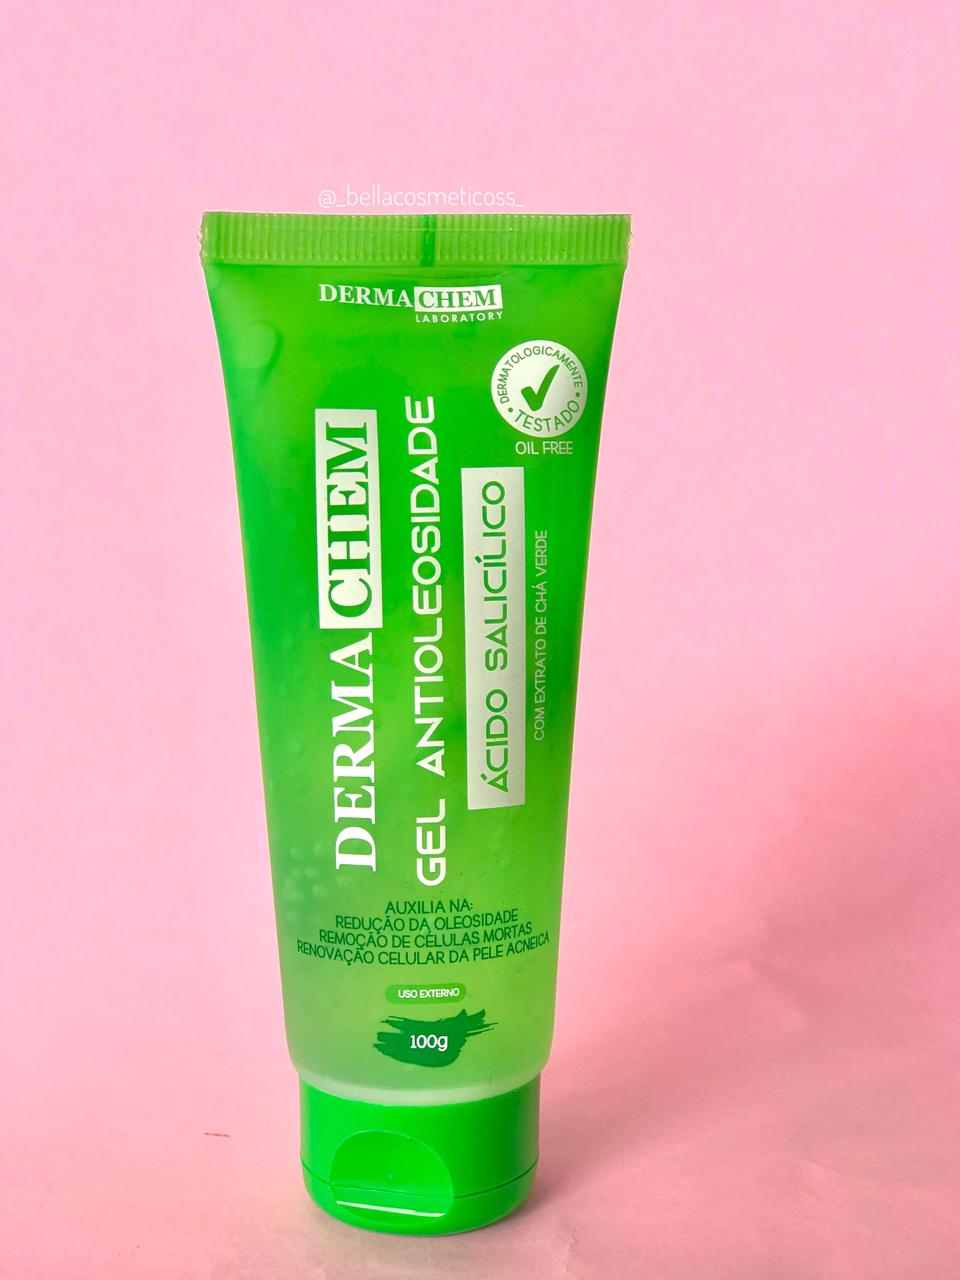 @_bellacosmeticoss_
DERMA CHEM
LABORATORY
DERMATOLOGICAMENTE
TESTADO
OIL FREE
DERMA CHEM
GEL ANTIOLEOSIDADE
ÁCIDO SALICÍLICO
COM EXTRATO DE CHÁ VERDE
AUXILIA NA:
REDUÇÃO DA OLEOSIDADE
REMOÇÃO DE CÉLULAS MORTAS
RENOVAÇÃO CELULAR DA PELE ACNEICA
USO EXTERNO
100g